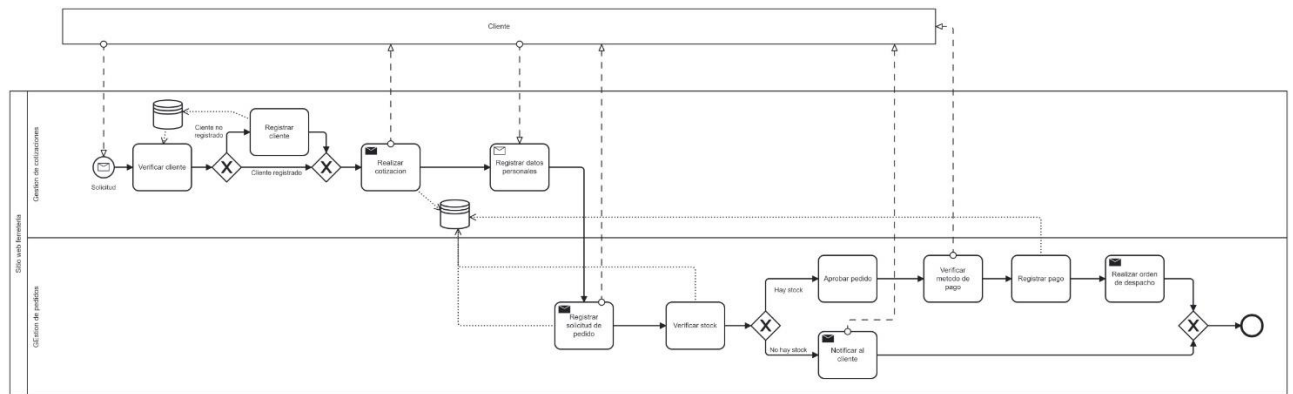 Cliente
Sitio web ferreteria
Gestion de cotizaciones
Solicitud
Verificar cliente
Ciente no
registrado
Registrar
cliente
Cliente registrado
Realizar
cotizacion
Registrar datos
personales
GEstion de pedidos
Registrar
solicitud de
pedido
Verificar stock
Hay stock
No hay stock
Aprobar pedido
Notificar al
cliente
Verificar
metodo de
pago
Registrar pago
Realizar orden
de despacho